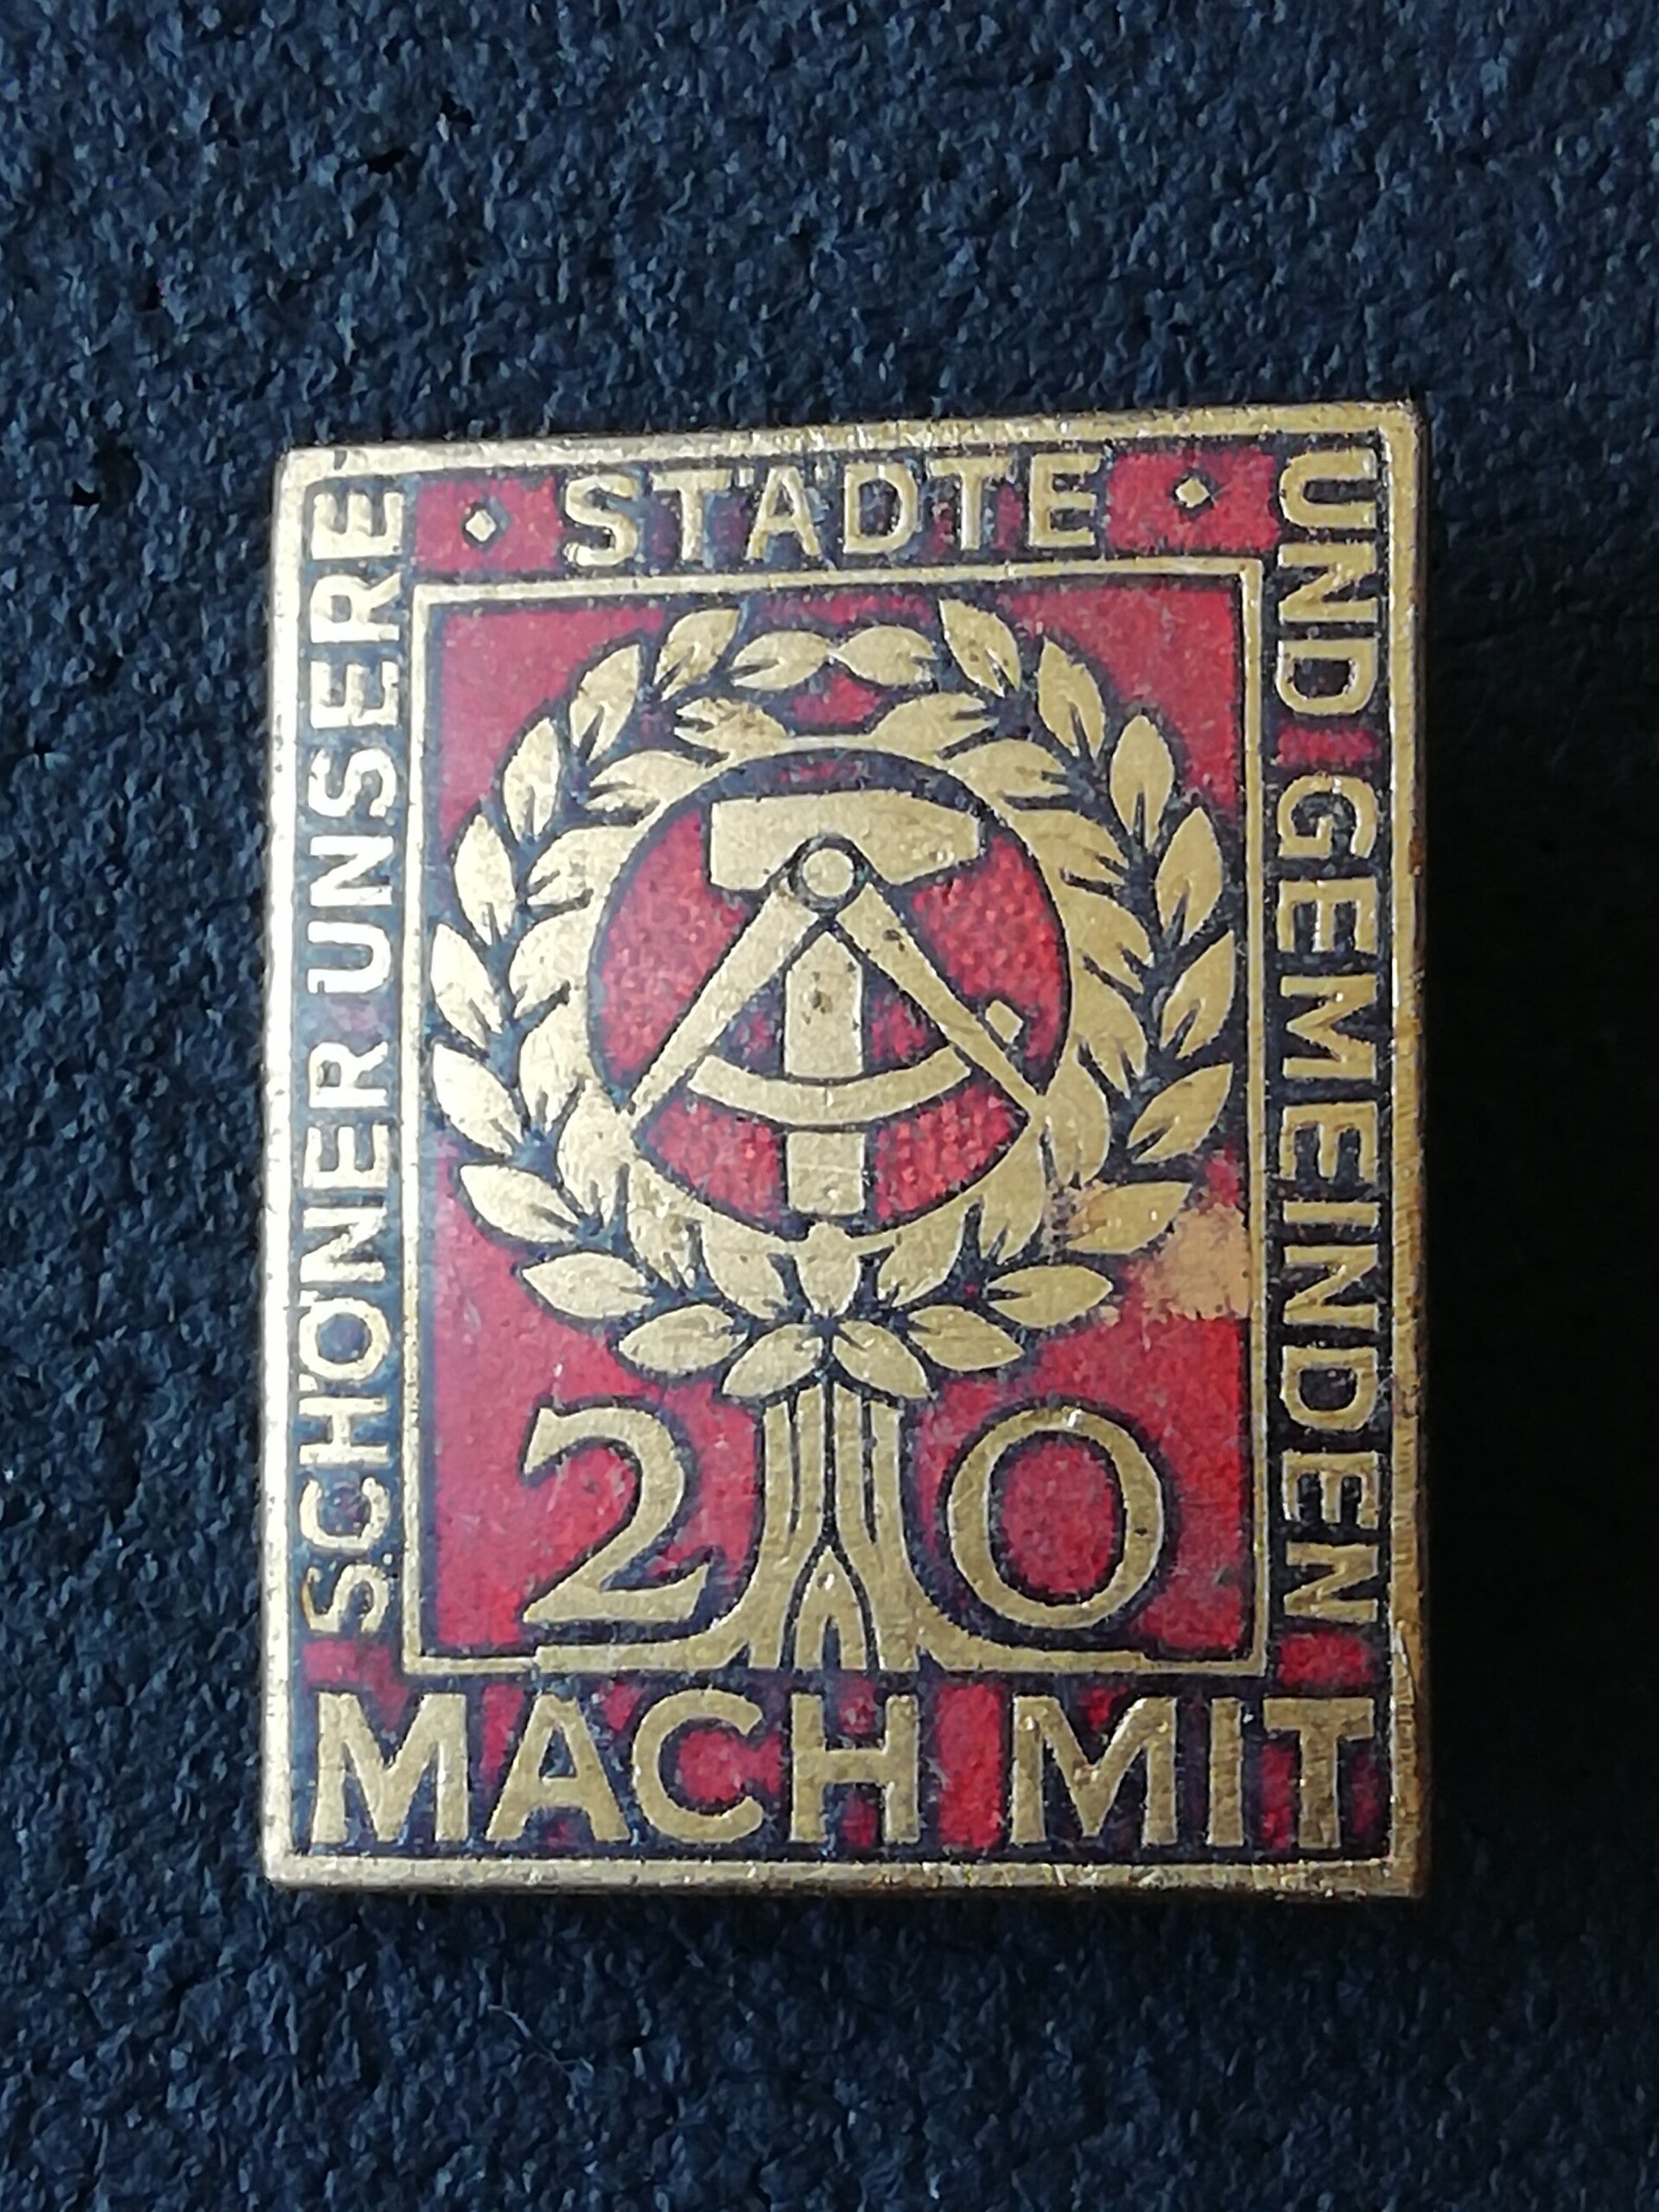 SCHÖNER UNSERE
· STÄDTE ·
UND GEMEINDEN
20
MACH MIT